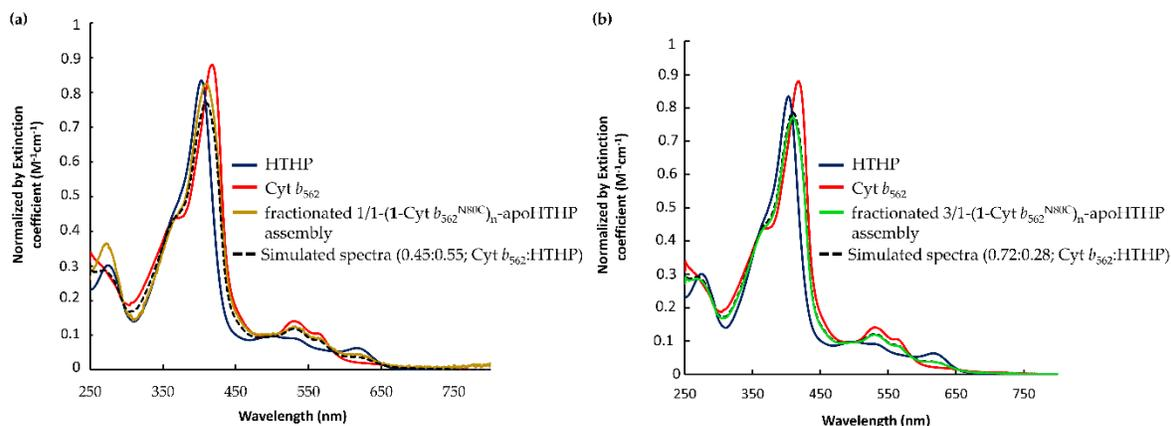 (a)
1
0.9
0.8
0.7
0.6
0.5
0.4
0.3
0.2
0.1
0
Normalized by Extinction
coefficient (M⁻¹cm⁻¹)
HTHP
Cyt b₅₆₂
fractionated 1/1-(1-Cyt b₅₆₂ᴺ⁸⁰ᶜ)ₙ-apoHTHP
assembly
Simulated spectra (0.45:0.55; Cyt b₅₆₂:HTHP)
250 350 450 550 650 750
Wavelength (nm)
(b)
1
0.9
0.8
0.7
0.6
0.5
0.4
0.3
0.2
0.1
0
Normalized by Extinction
coefficient (M⁻¹cm⁻¹)
HTHP
Cyt b₅₆₂
fractionated 3/1-(1-Cyt b₅₆₂ᴺ⁸⁰ᶜ)ₙ-apoHTHP
assembly
Simulated spectra (0.72:0.28; Cyt b₅₆₂:HTHP)
250 350 450 550 650 750
Wavelength (nm)